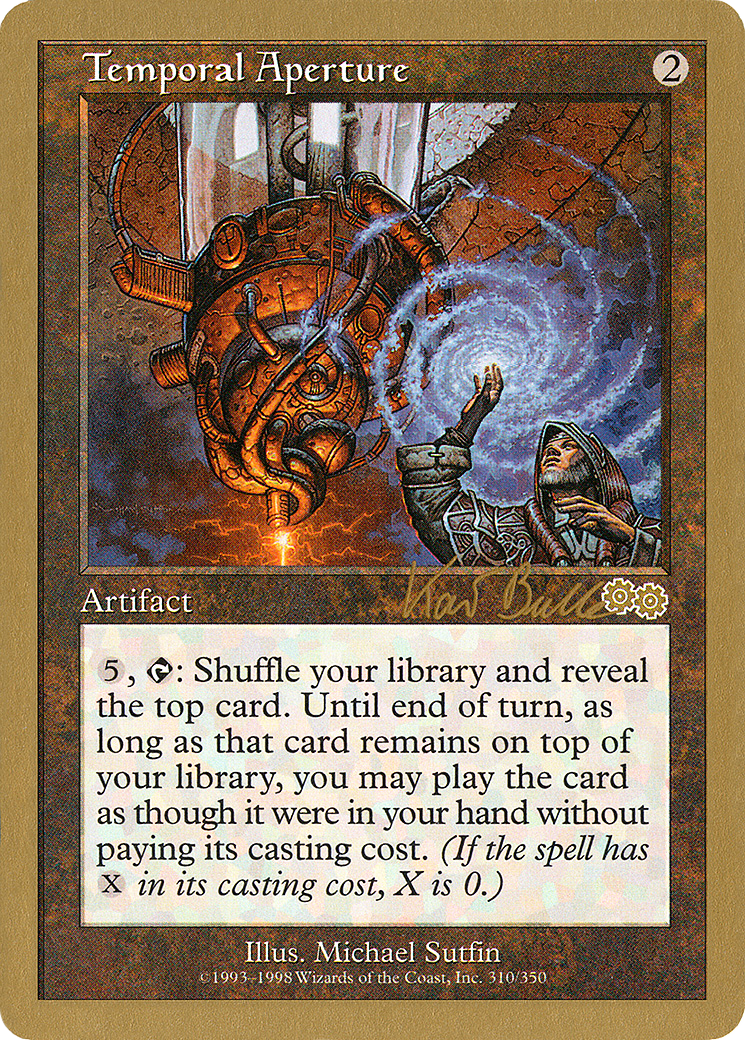 Temporal Aperture 2
Artifact
5, : Shuffle your library and reveal
the top card. Until end of turn, as
long as that card remains on top of
your library, you may play the card
as though it were in your hand without
paying its casting cost. (If the spell has
X in its casting cost, X is 0.)
Illus. Michael Sutfin
©1993–1998 Wizards of the Coast, Inc. 310/350